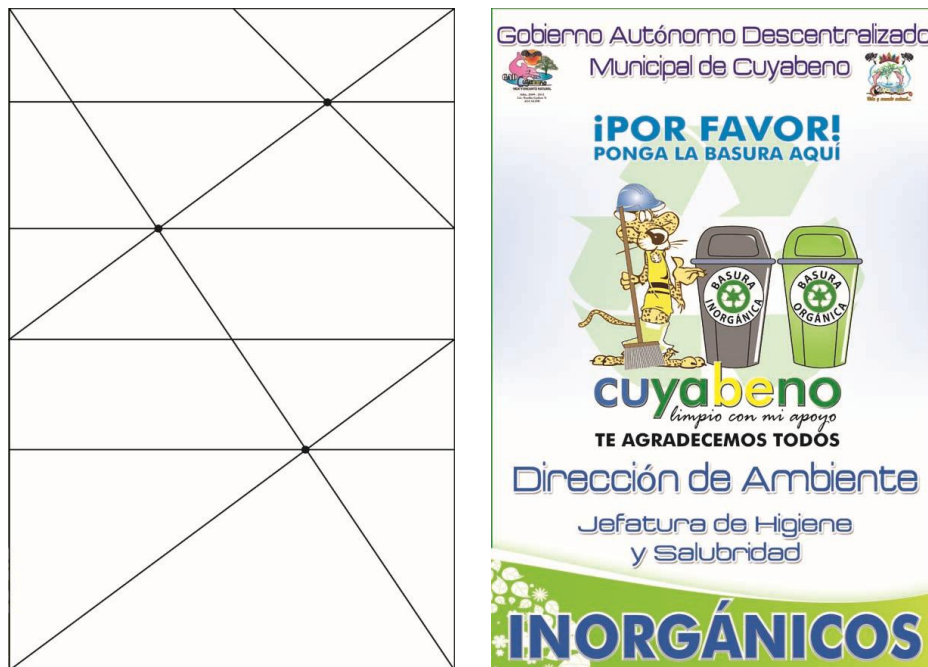 Gobierno Autónomo Descentralizado
Municipal de Cuyabeno
¡POR FAVOR!
PONGA LA BASURA AQUÍ
BASURA
INORGÁNICA
BASURA
ORGÁNICA
cuyabeno
limpio con mi apoyo
TE AGRADECEMOS TODOS
Dirección de Ambiente
Jefatura de Higiene
y Salubridad
INORGÁNICOS